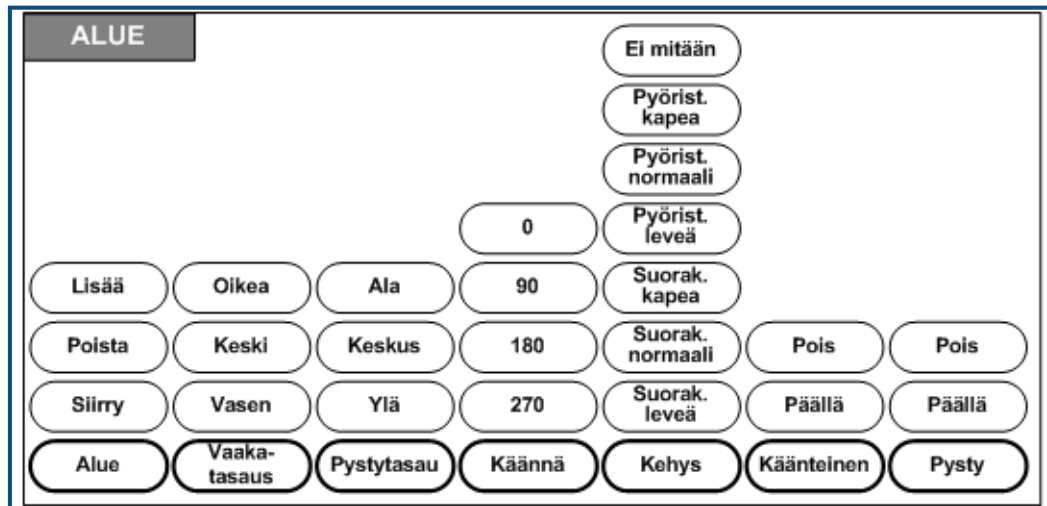 ALUE
Ei mitään
Pyörist.
kapea
Pyörist.
normaali
0
Pyörist.
leveä
Lisää
Oikea
Ala
90
Suorak.
kapea
Poista
Keski
Keskus
180
Suorak.
normaali
Pois
Pois
Siirry
Vasen
Ylä
270
Suorak.
leveä
Päällä
Päällä
Alue
Vaaka-
tasaus
Pystytasau
Käännä
Kehys
Käänteinen
Pysty